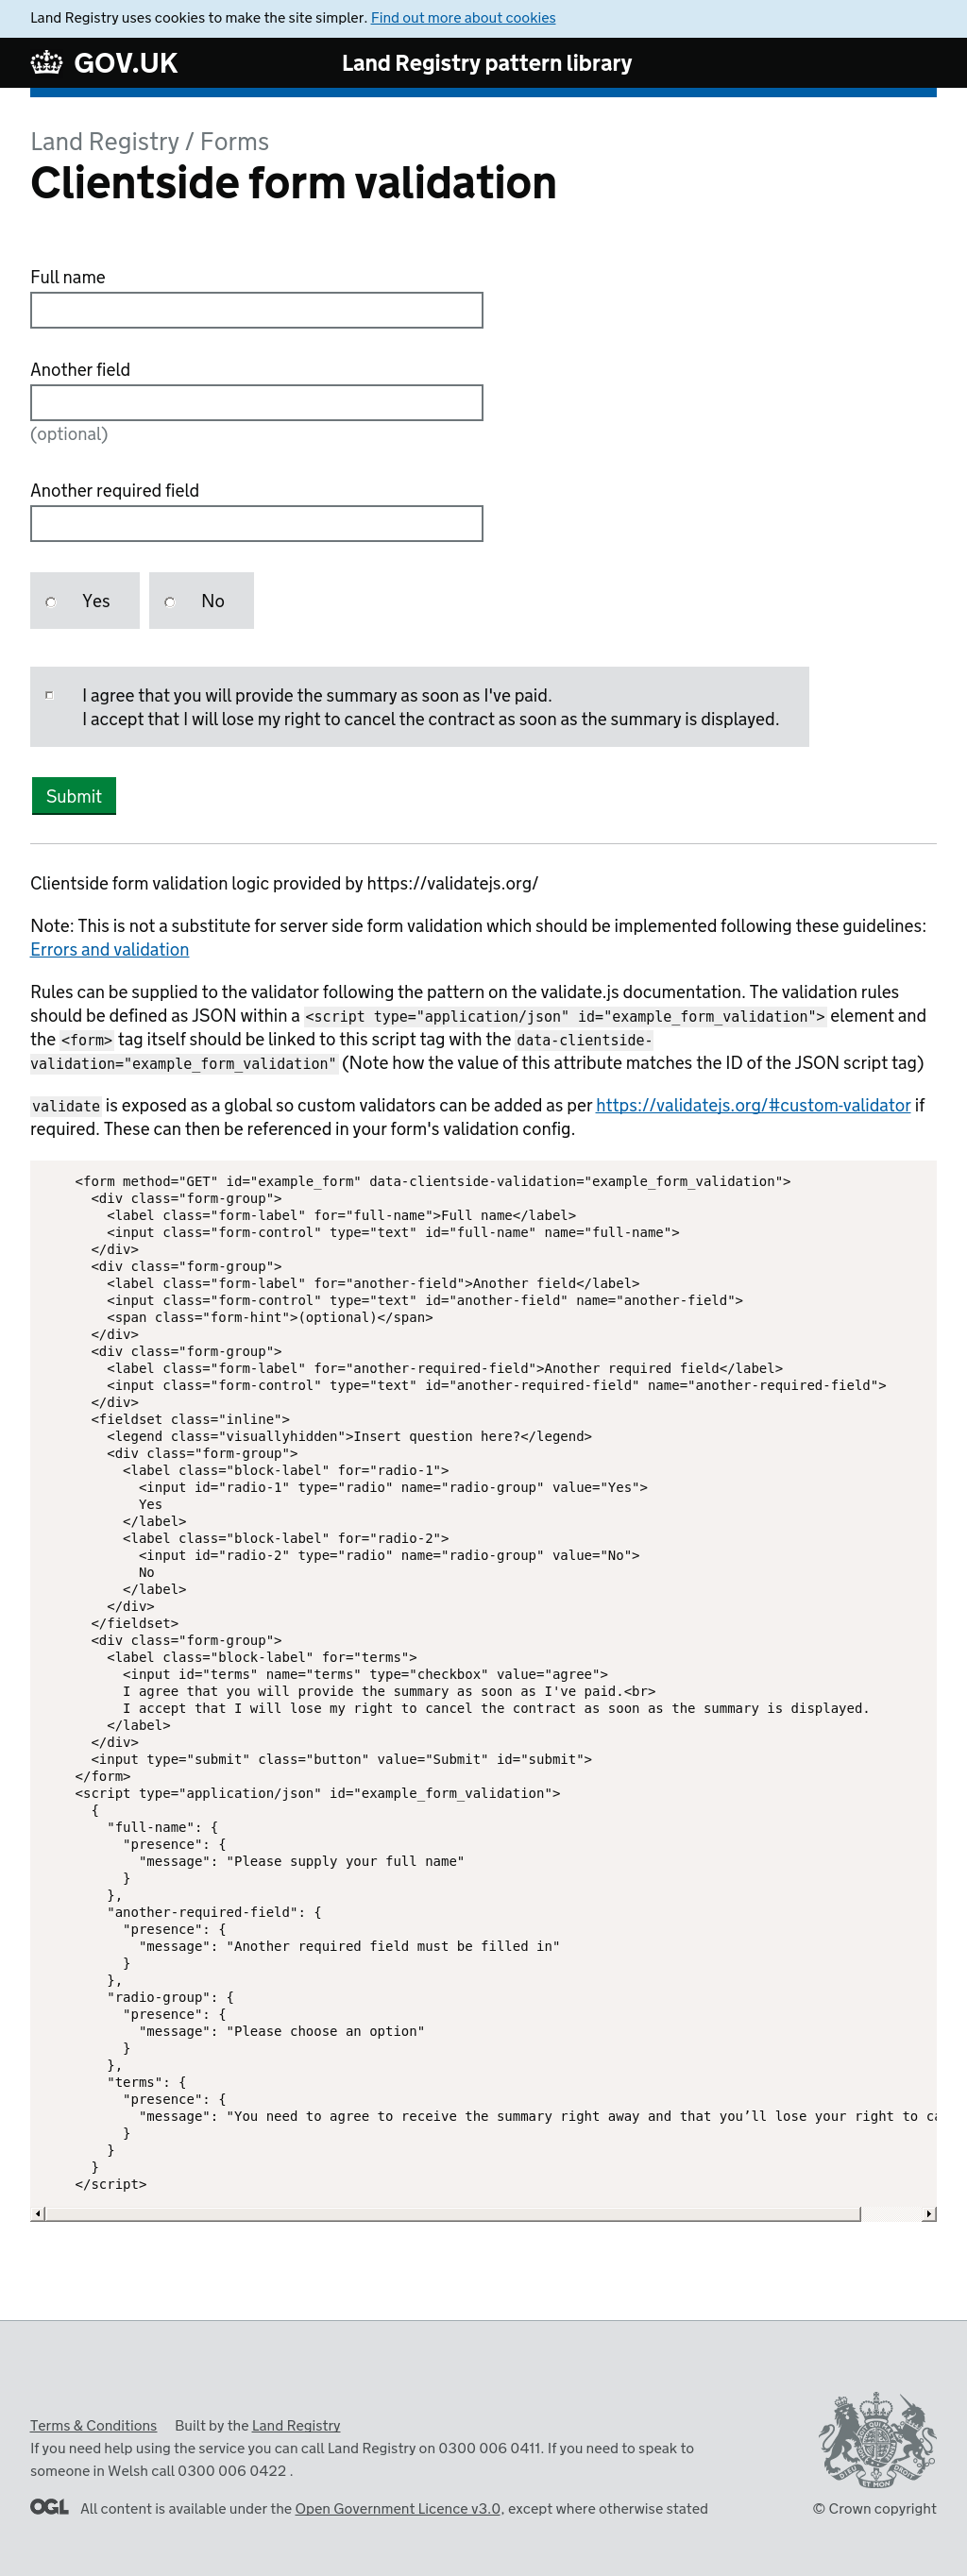 Land Registry uses cookies to make the site simpler. Find out more about cookies
GOV.UK
Land Registry pattern library
Land Registry / Forms
Clientside form validation
Full name
Another field
(optional)
Another required field
Yes
No
I agree that you will provide the summary as soon as I've paid.
I accept that I will lose my right to cancel the contract as soon as the summary is displayed.
Submit
Clientside form validation logic provided by https://validatejs.org/
Note: This is not a substitute for server side form validation which should be implemented following these guidelines:
Errors and validation
Rules can be supplied to the validator following the pattern on the validate.js documentation. The validation rules
should be defined as JSON within a <script type="application/json" id="example_form_validation"> element and
the <form> tag itself should be linked to this script tag with the data-clientside-
validation="example_form_validation" (Note how the value of this attribute matches the ID of the JSON script tag)
validate is exposed as a global so custom validators can be added as per https://validatejs.org/#custom-validator if
required. These can then be referenced in your form's validation config.
<form method="GET" id="example_form" data-clientside-validation="example_form_validation">
  <div class="form-group">
    <label class="form-label" for="full-name">Full name</label>
    <input class="form-control" type="text" id="full-name" name="full-name">
  </div>
  <div class="form-group">
    <label class="form-label" for="another-field">Another field</label>
    <input class="form-control" type="text" id="another-field" name="another-field">
    <span class="form-hint">(optional)</span>
  </div>
  <div class="form-group">
    <label class="form-label" for="another-required-field">Another required field</label>
    <input class="form-control" type="text" id="another-required-field" name="another-required-field">
  </div>
  <fieldset class="inline">
    <legend class="visuallyhidden">Insert question here?</legend>
    <div class="form-group">
      <label class="block-label" for="radio-1">
        <input id="radio-1" type="radio" name="radio-group" value="Yes">
        Yes
      </label>
      <label class="block-label" for="radio-2">
        <input id="radio-2" type="radio" name="radio-group" value="No">
        No
      </label>
    </div>
  </fieldset>
  <div class="form-group">
    <label class="block-label" for="terms">
      <input id="terms" name="terms" type="checkbox" value="agree">
      I agree that you will provide the summary as soon as I've paid.<br>
      I accept that I will lose my right to cancel the contract as soon as the summary is displayed.
    </label>
  </div>
  <input type="submit" class="button" value="Submit" id="submit">
</form>
<script type="application/json" id="example_form_validation">
  {
    "full-name": {
      "presence": {
        "message": "Please supply your full name"
      }
    },
    "another-required-field": {
      "presence": {
        "message": "Another required field must be filled in"
      }
    },
    "radio-group": {
      "presence": {
        "message": "Please choose an option"
      }
    },
    "terms": {
      "presence": {
        "message": "You need to agree to receive the summary right away and that you’ll lose your right to ca
      }
    }
  }
</script>
Terms & Conditions Built by the Land Registry
If you need help using the service you can call Land Registry on 0300 006 0411. If you need to speak to
someone in Welsh call 0300 006 0422 .
OGL All content is available under the Open Government Licence v3.0, except where otherwise stated
© Crown copyright